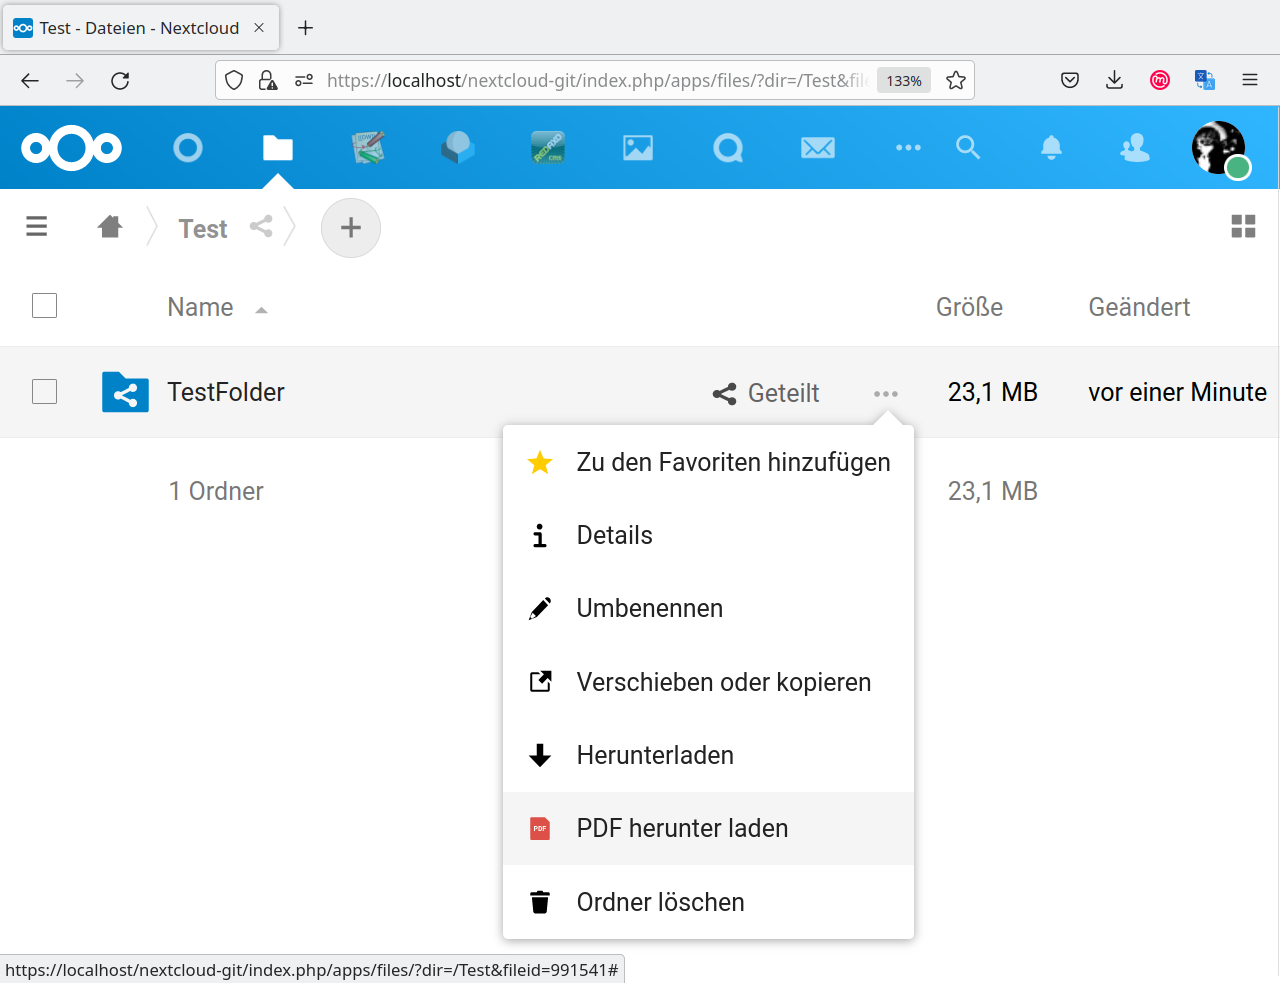 Test - Dateien - Nextcloud
https://localhost/nextcloud-git/index.php/apps/files/?dir=/Test&file
133%
Test
Name
Größe
Geändert
TestFolder
Geteilt
23,1 MB
vor einer Minute
Zu den Favoriten hinzufügen
1 Ordner
23,1 MB
Details
Umbenennen
Verschieben oder kopieren
Herunterladen
PDF
PDF herunter laden
Ordner löschen
https://localhost/nextcloud-git/index.php/apps/files/?dir=/Test&fileid=991541#